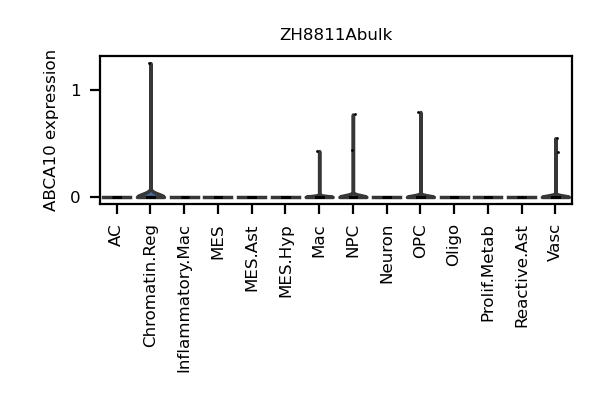 ZH8811Abulk
ABCA10 expression
1
0
AC
Chromatin.Reg
Inflammatory.Mac
MES
MES.Ast
MES.Hyp
Mac
NPC
Neuron
OPC
Oligo
Prolif.Metab
Reactive.Ast
Vasc